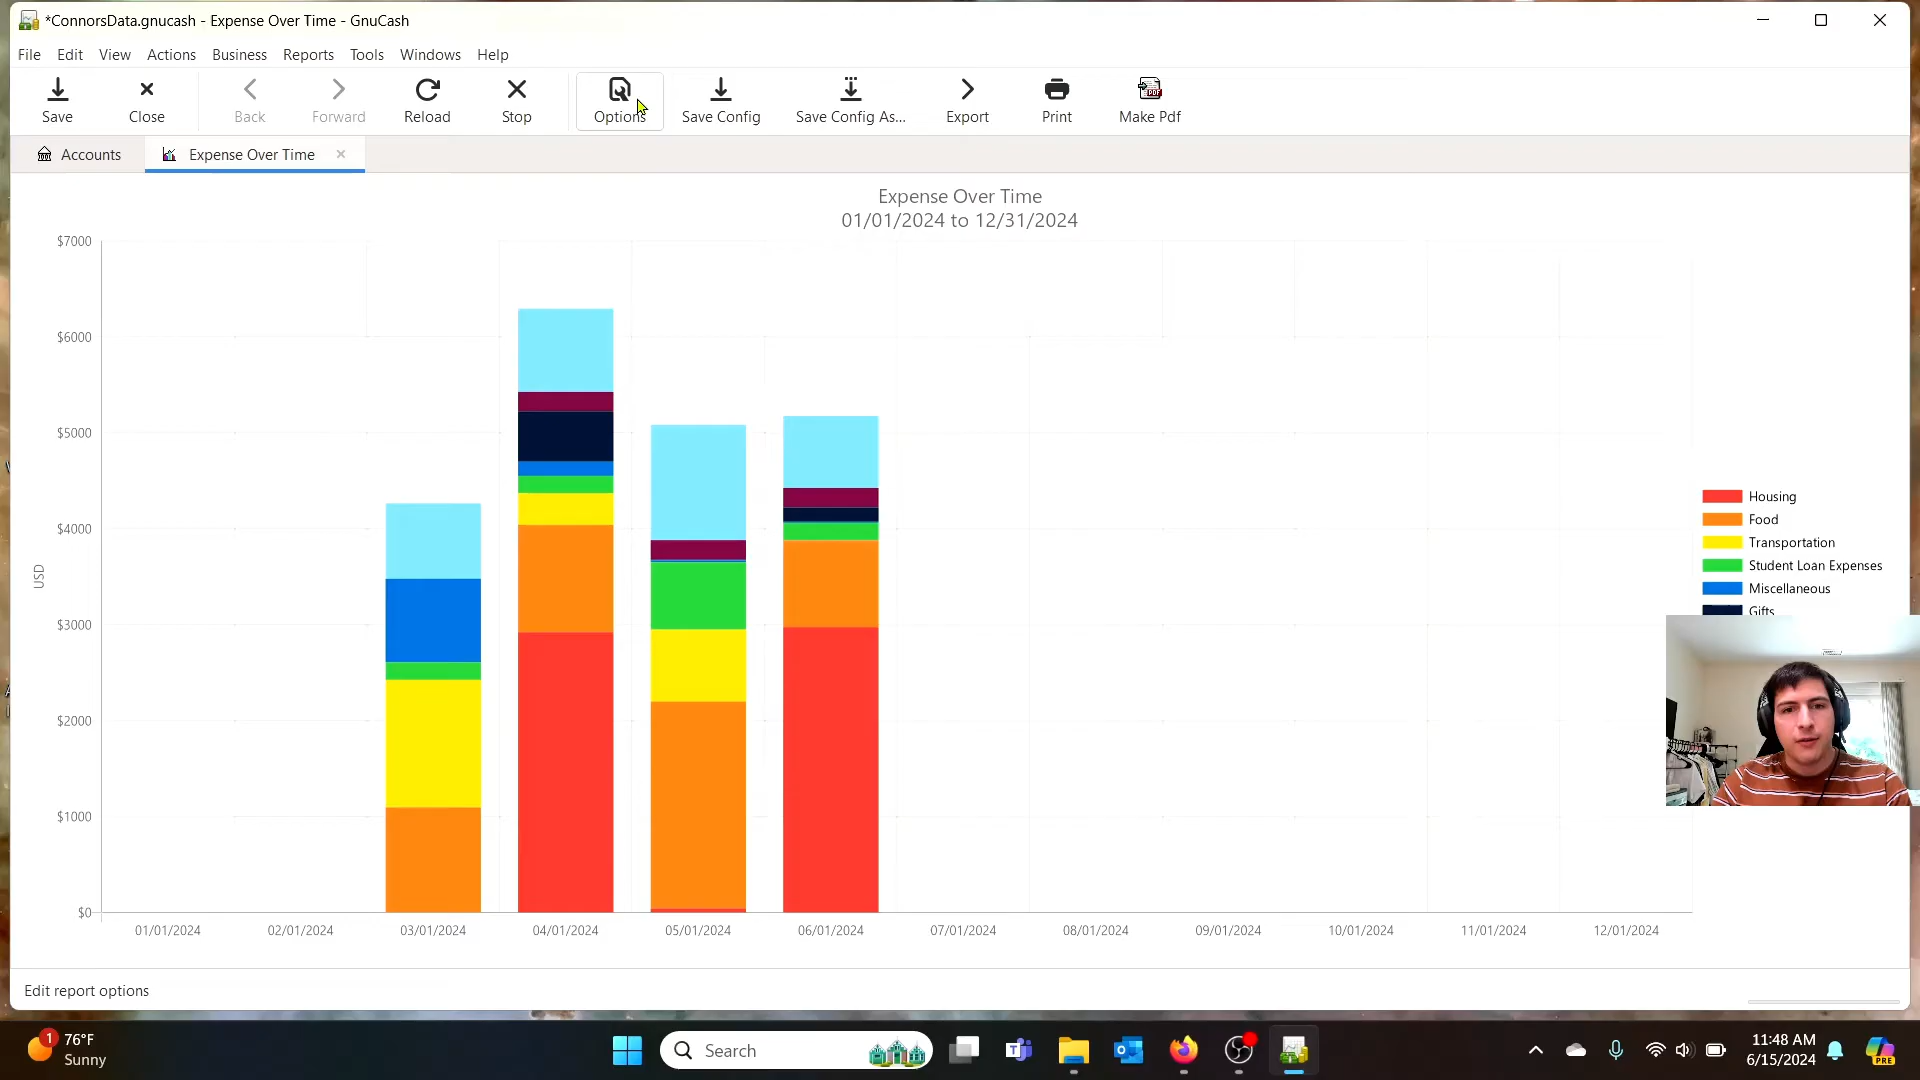 *ConnorsData.gnucash - Expense Over Time - GnuCash
File Edit View Actions Business Reports Tools Windows Help
Save Close Back Forward Reload Stop Options Save Config Save Config As... Export Print Make Pdf
Accounts Expense Over Time
Expense Over Time
01/01/2024 to 12/31/2024
$7000
$6000
$5000
$4000
$3000
$2000
$1000
$0
USD
01/01/2024 02/01/2024 03/01/2024 04/01/2024 05/01/2024 06/01/2024 07/01/2024 08/01/2024 09/01/2024 10/01/2024 11/01/2024 12/01/2024
Housing
Food
Transportation
Student Loan Expenses
Miscellaneous
Gifts
Edit report options
1 76°F
Sunny
Search
11:48 AM
6/15/2024
PRE